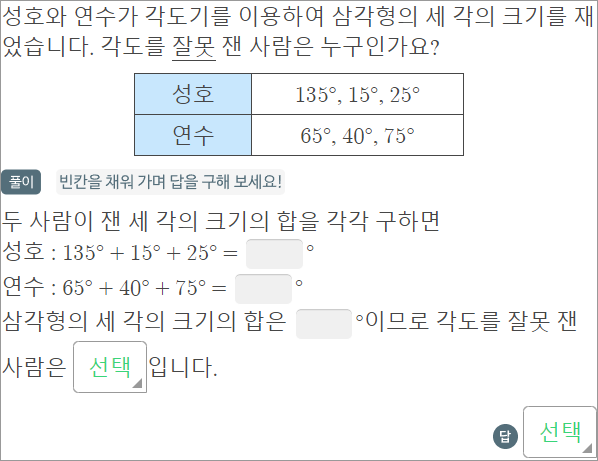 성호와 연수가 각도기를 이용하여 삼각형의 세 각의 크기를 재
었습니다. 각도를 잘못 잰 사람은 누구인가요?
성호 135°, 15°, 25°
연수 65°, 40°, 75°
풀이 빈칸을 채워 가며 답을 구해 보세요!
두 사람이 잰 세 각의 크기의 합을 각각 구하면
성호 : 135° + 15° + 25° = °
연수 : 65° + 40° + 75° = °
삼각형의 세 각의 크기의 합은 °이므로 각도를 잘못 잰
사람은 선택 입니다.
답 선택